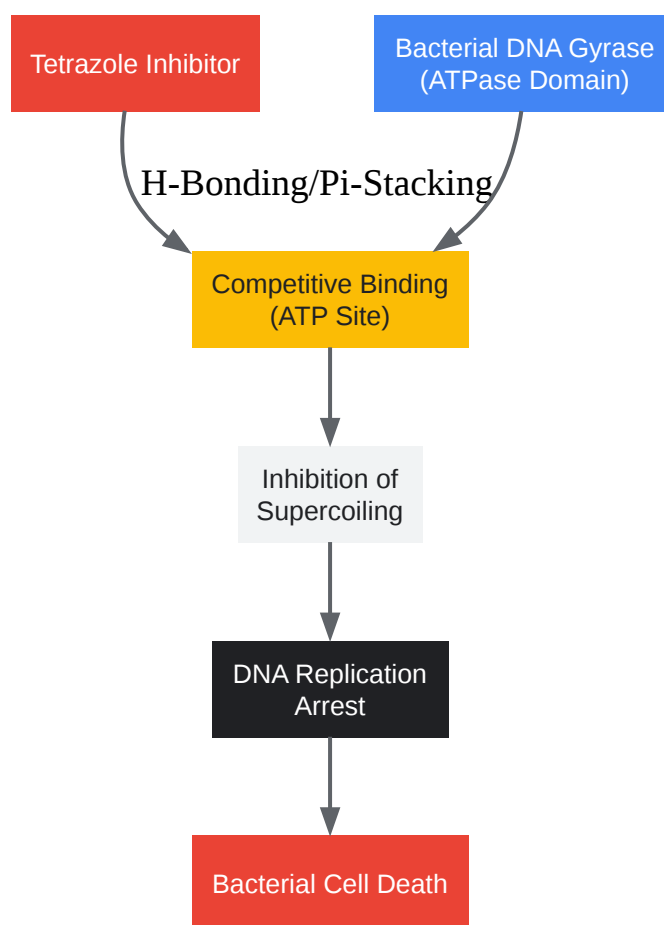 Tetrazole Inhibitor
Bacterial DNA Gyrase
(ATPase Domain)
H-Bonding/Pi-Stacking
Competitive Binding
(ATP Site)
Inhibition of
Supercoiling
DNA Replication
Arrest
Bacterial Cell Death